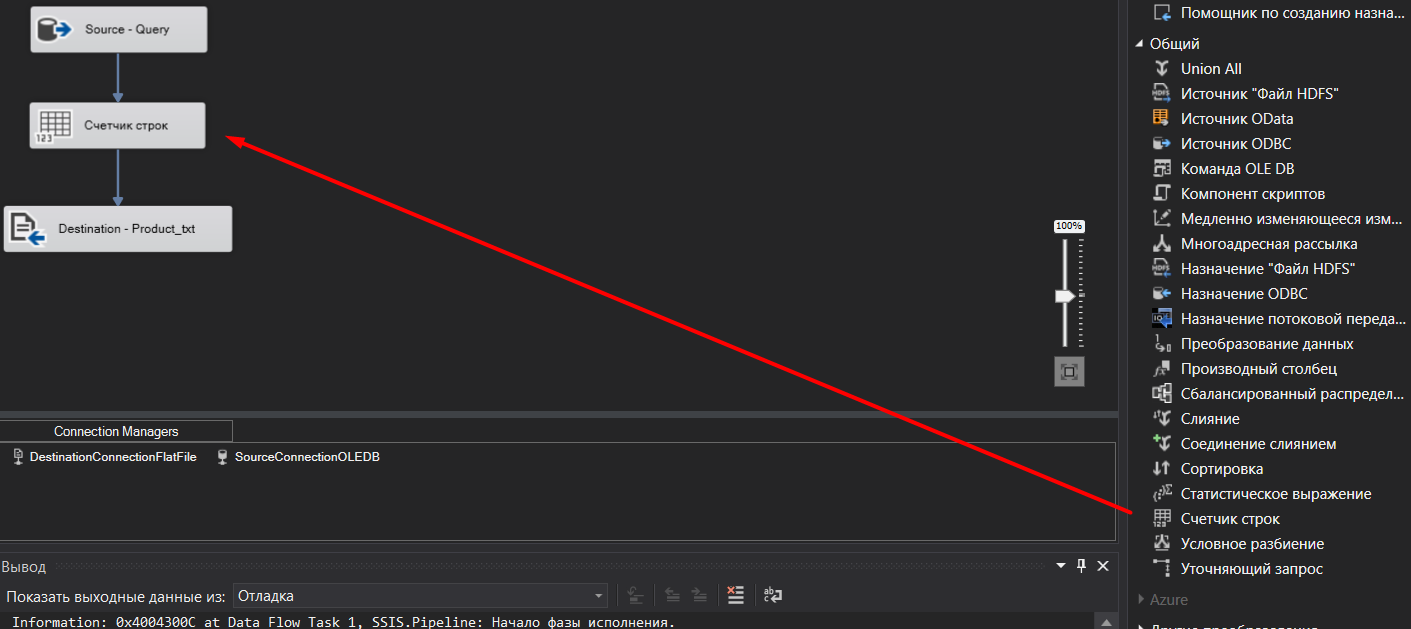 Source - Query
123
Счетчик строк
Destination - Product_txt
100%
Connection Managers
DestinationConnectionFlatFile
SourceConnectionOLEDB
Вывод
Показать выходные данные из:
Отладка
Information: 0x4004300C at Data Flow Task 1, SSIS.Pipeline: Начало фазы исполнения.
Помощник по созданию назна...
Общий
Union All
Источник "Файл HDFS"
Источник OData
Источник ODBC
Команда OLE DB
Компонент скриптов
Медленно изменяющееся изм...
Многоадресная рассылка
Назначение "Файл HDFS"
Назначение ODBC
Назначение потоковой переда...
Преобразование данных
Производный столбец
Сбалансированный распредел...
Слияние
Соединение слиянием
Сортировка
Статистическое выражение
Счетчик строк
Условное разбиение
Уточняющий запрос
Azure
Другие преобразования